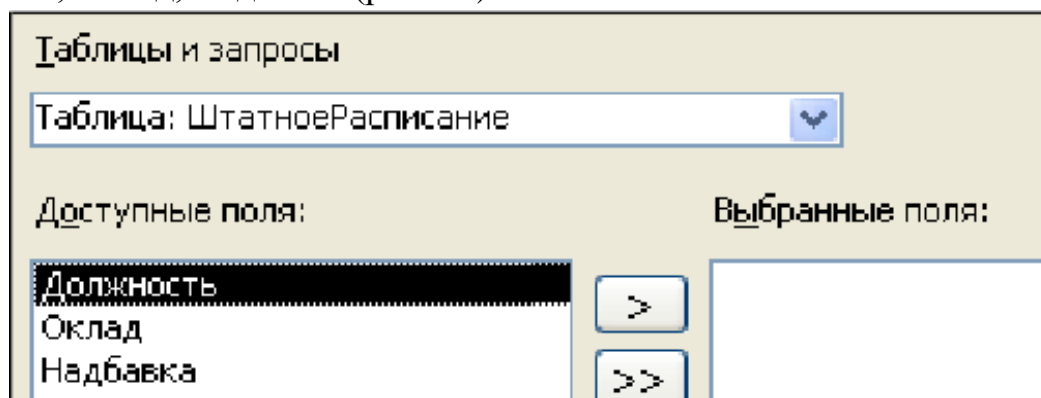 Таблицы и запросы
Таблица: ШтатноеРасписание
Доступные поля:
Выбранные поля:
Должность
>
Оклад
Надбавка
>>